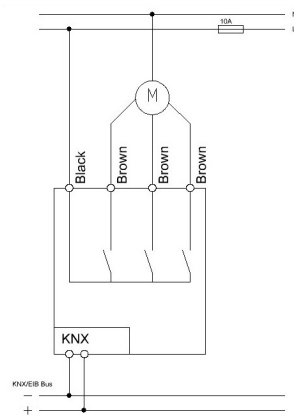 N
10A
L
M
Black
Brown
Brown
Brown
KNX
KNX/EIB Bus
−
+